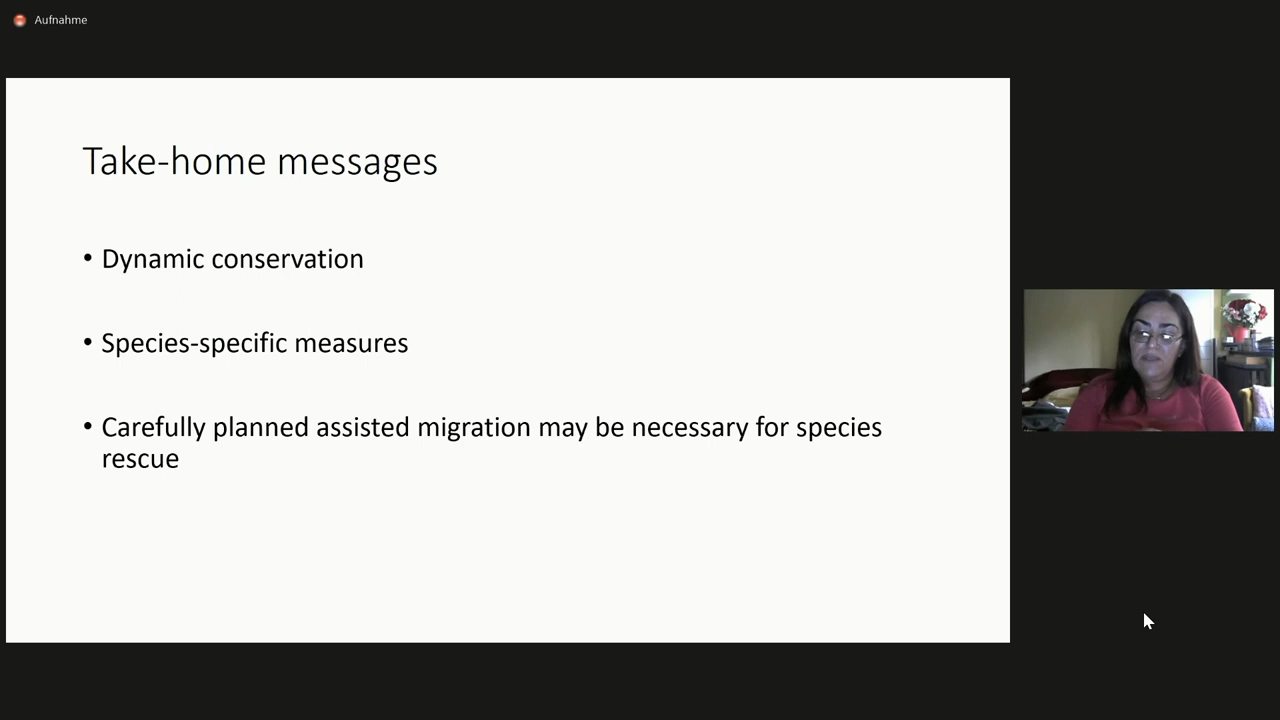 Aufnahme
Take-home messages
• Dynamic conservation
• Species-specific measures
• Carefully planned assisted migration may be necessary for species
rescue